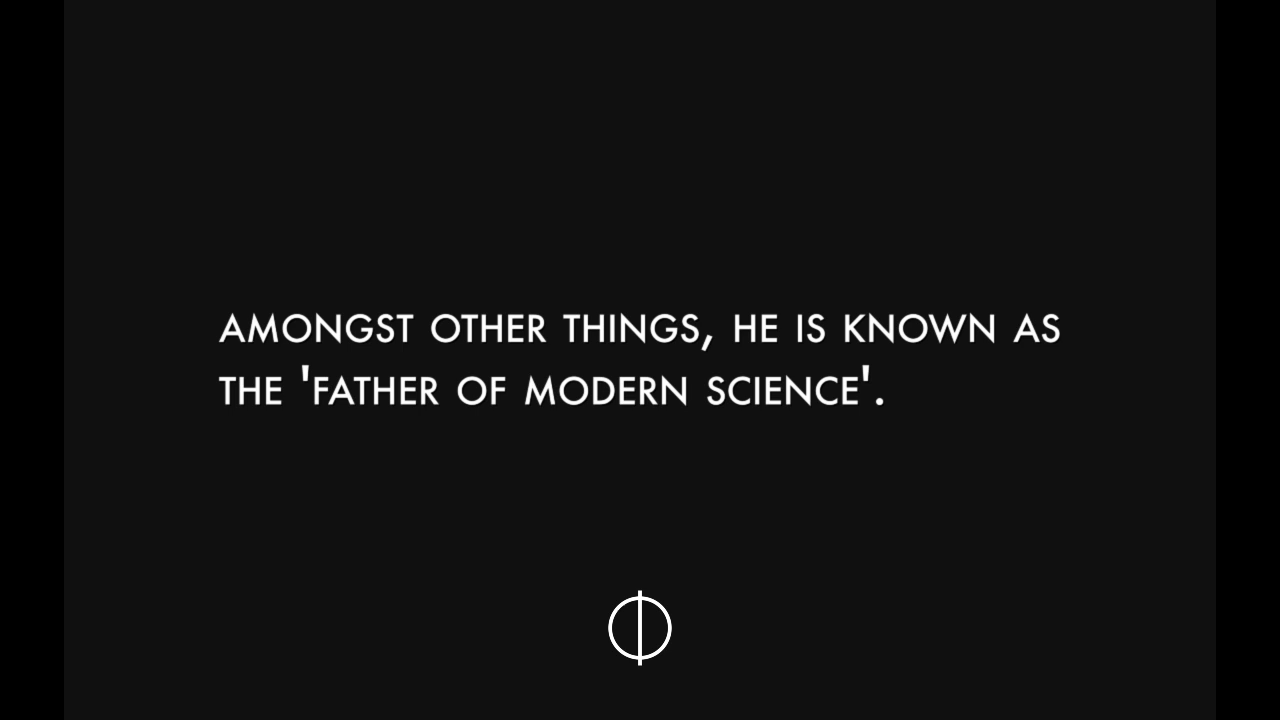 AMONGST OTHER THINGS, HE IS KNOWN AS
THE 'FATHER OF MODERN SCIENCE'.